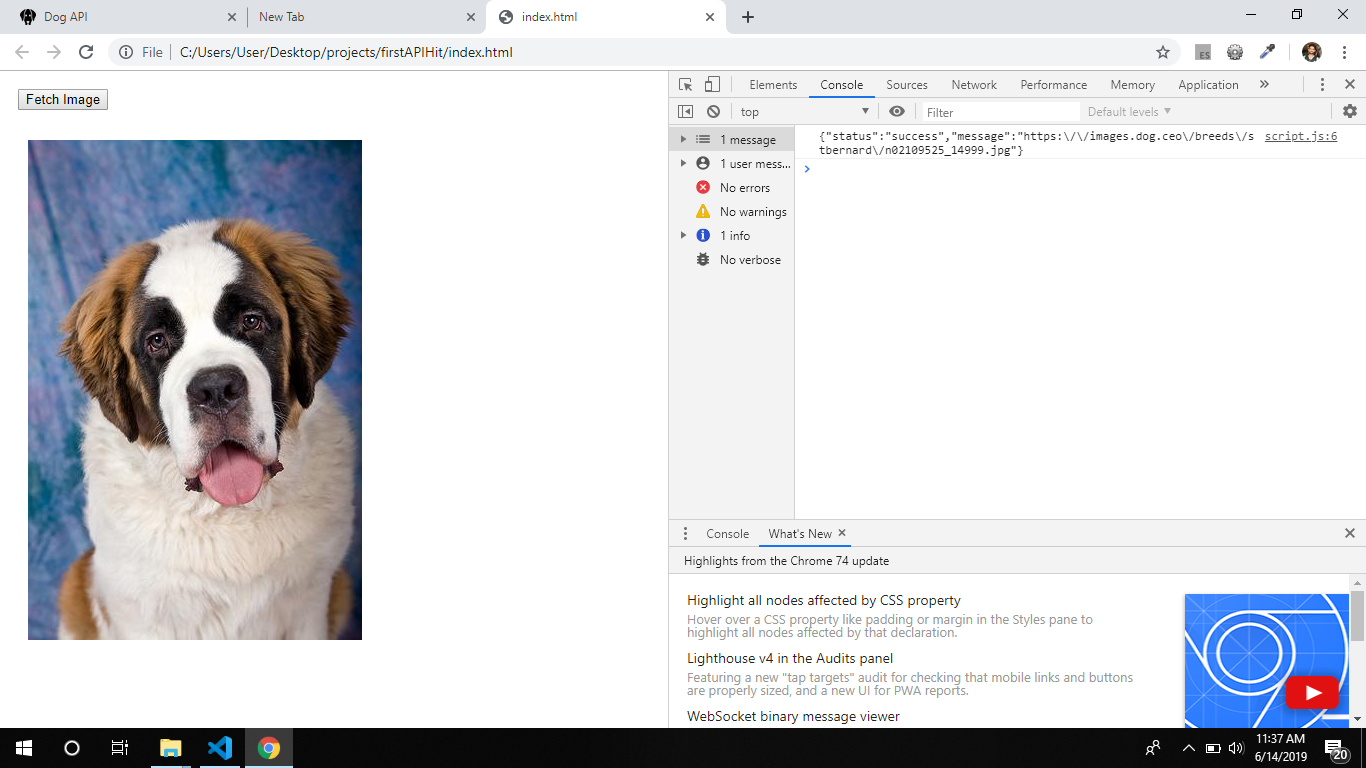 Dog API
New Tab
index.html
File
C:/Users/User/Desktop/projects/firstAPIHit/index.html
ES
Fetch Image
Elements
Console
Sources
Network
Performance
Memory
Application
top
Filter
Default levels
1 message
1 user mess...
No errors
No warnings
1 info
No verbose
{"status":"success","message":"https:\/\/images.dog.ceo\/breeds\/s
tbernard\/n02109525_14999.jpg"}
script.js:6
Console
What's New
Highlights from the Chrome 74 update
Highlight all nodes affected by CSS property
Hover over a CSS property like padding or margin in the Styles pane to
highlight all nodes affected by that declaration.
Lighthouse v4 in the Audits panel
Featuring a new "tap targets" audit for checking that mobile links and buttons
are properly sized, and a new UI for PWA reports.
WebSocket binary message viewer
11:37 AM
6/14/2019
20